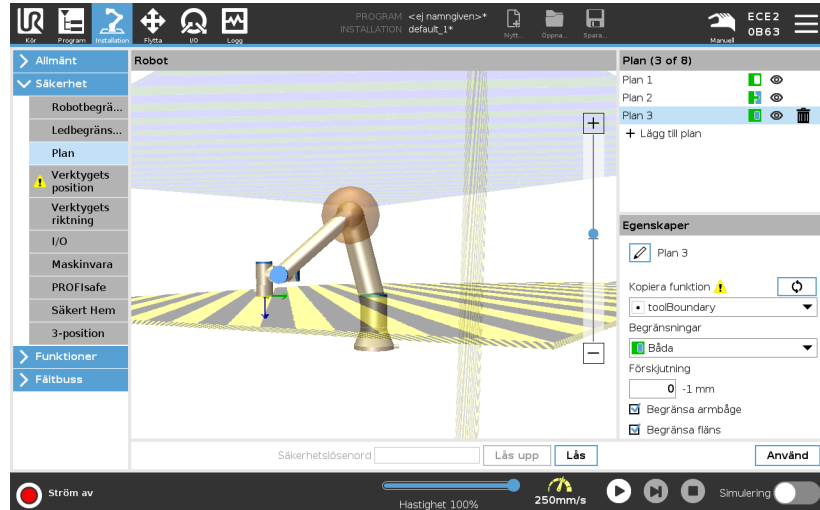 UR
PROGRAM <ej namngiven>*
INSTALLATION default_1*
ECE2
0B63
Kör Program Installation Flytta I/O Logg
Nytt... Öppna... Spara...
Manuell
Allmänt
Säkerhet
Robotbegrä...
Ledbegräns...
Plan
Verktygets
position
Verktygets
riktning
I/O
Maskinvara
PROFIsafe
Säkert Hem
3-position
Funktioner
Fältbuss
Robot
Säkerhetslösenord
Lås upp
Lås
Plan (3 of 8)
Plan 1
Plan 2
Plan 3
+ Lägg till plan
Egenskaper
Plan 3
Kopiera funktion
toolBoundary
Begränsningar
Båda
Förskjutning
0 -1 mm
Begränsa armbåge
Begränsa fläns
Använd
Ström av
Hastighet 100%
250mm/s
Simulering